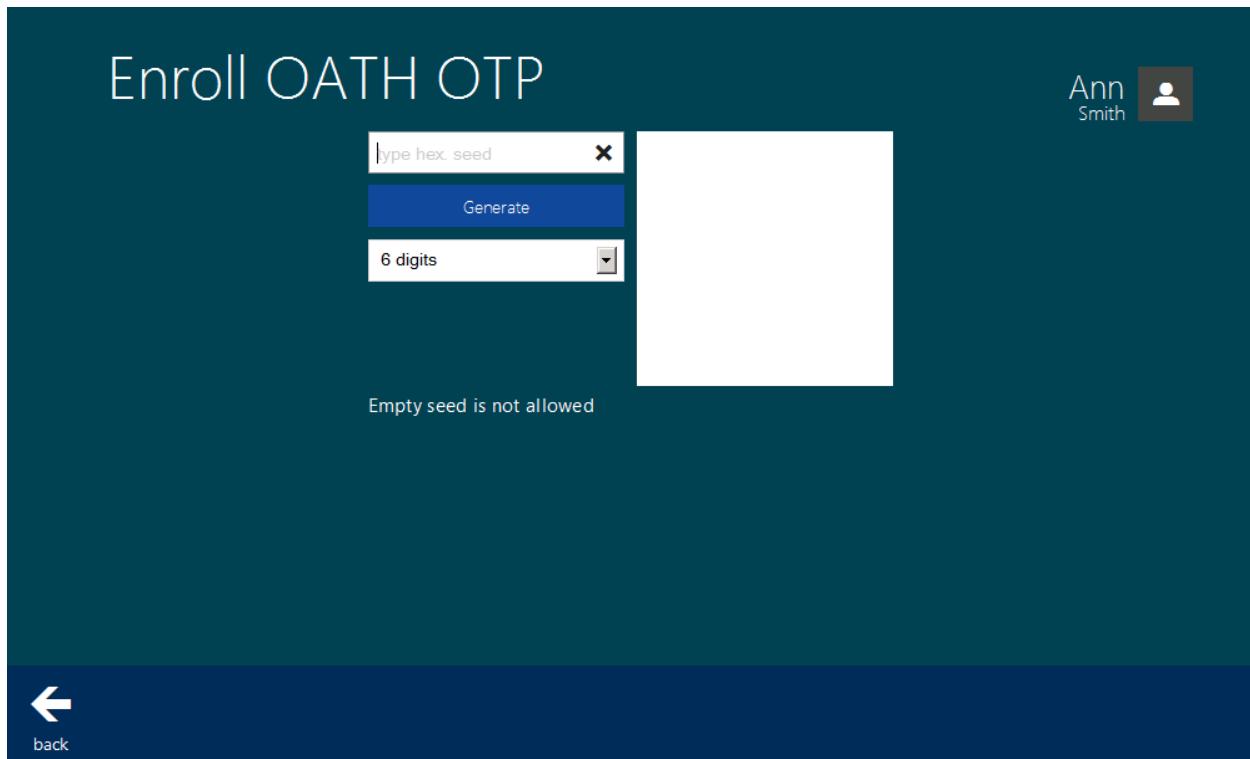 Enroll OATH OTP
Ann
Smith
type hex. seed
Generate
6 digits
Empty seed is not allowed
back